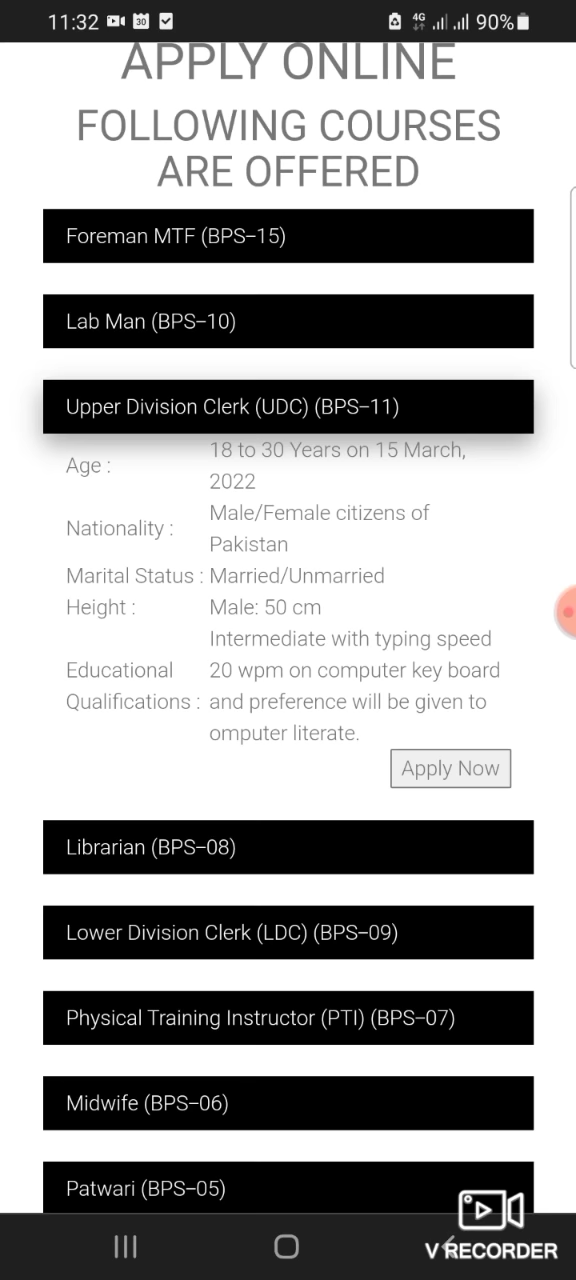 11:32 30 4G 90%
APPLY ONLINE
FOLLOWING COURSES
ARE OFFERED
Foreman MTF (BPS-15)
Lab Man (BPS-10)
Upper Division Clerk (UDC) (BPS-11)
Age : 18 to 30 Years on 15 March,
2022
Nationality : Male/Female citizens of
Pakistan
Marital Status : Married/Unmarried
Height : Male: 50 cm
Intermediate with typing speed
Educational 20 wpm on computer key board
Qualifications : and preference will be given to
omputer literate.
Apply Now
Librarian (BPS-08)
Lower Division Clerk (LDC) (BPS-09)
Physical Training Instructor (PTI) (BPS-07)
Midwife (BPS-06)
Patwari (BPS-05)
V RECORDER